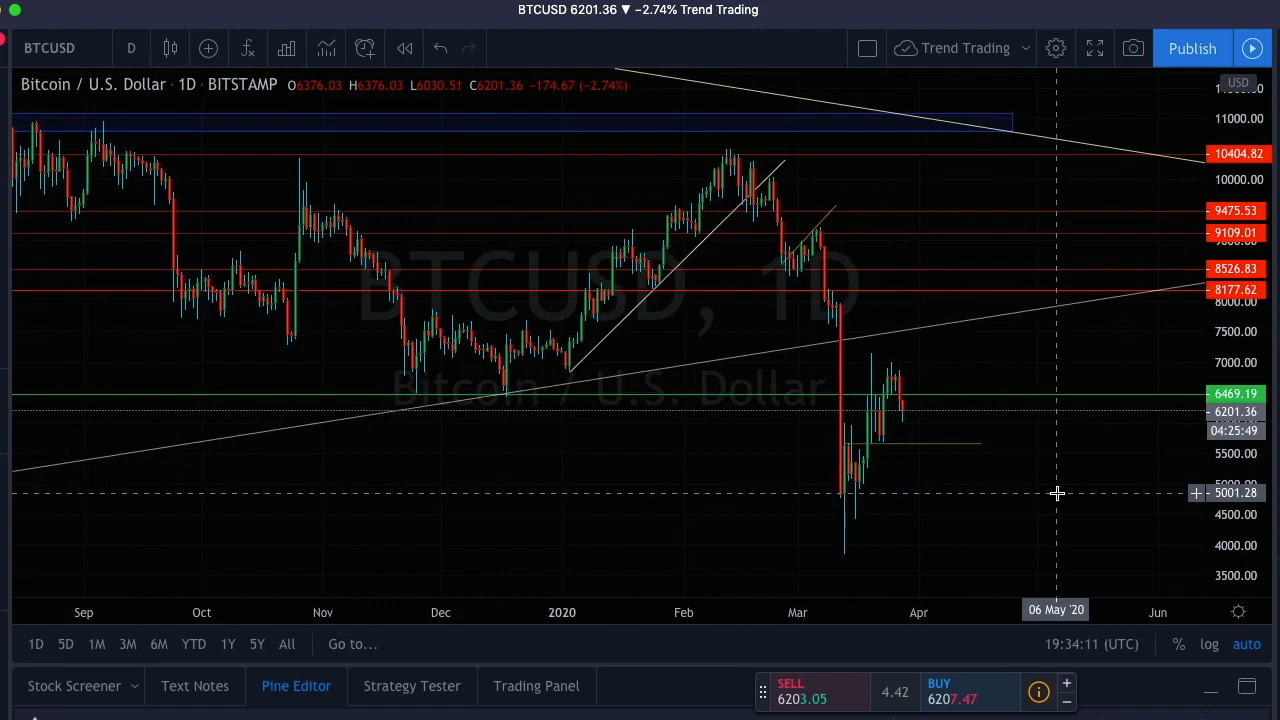 BTCUSD 6201.36 ▼ −2.74% Trend Trading
BTCUSD D Trend Trading Publish
Bitcoin / U.S. Dollar · 1D · BITSTAMP O6376.03 H6376.03 L6030.51 C6201.36 −174.67 (−2.74%)
USD
11000.00
10404.82
10000.00
9475.53
9109.01
8526.83
8177.62
8000.00
7500.00
7000.00
6469.19
6201.36
04:25:49
5500.00
5001.28
4500.00
4000.00
3500.00
BTCUSD, 1D
Bitcoin / U.S. Dollar
Sep Oct Nov Dec 2020 Feb Mar Apr 06 May '20 Jun
1D 5D 1M 3M 6M YTD 1Y 5Y All Go to... 19:34:11 (UTC) % log auto
Stock Screener Text Notes Pine Editor Strategy Tester Trading Panel
SELL
6203.05
4.42
BUY
6207.47